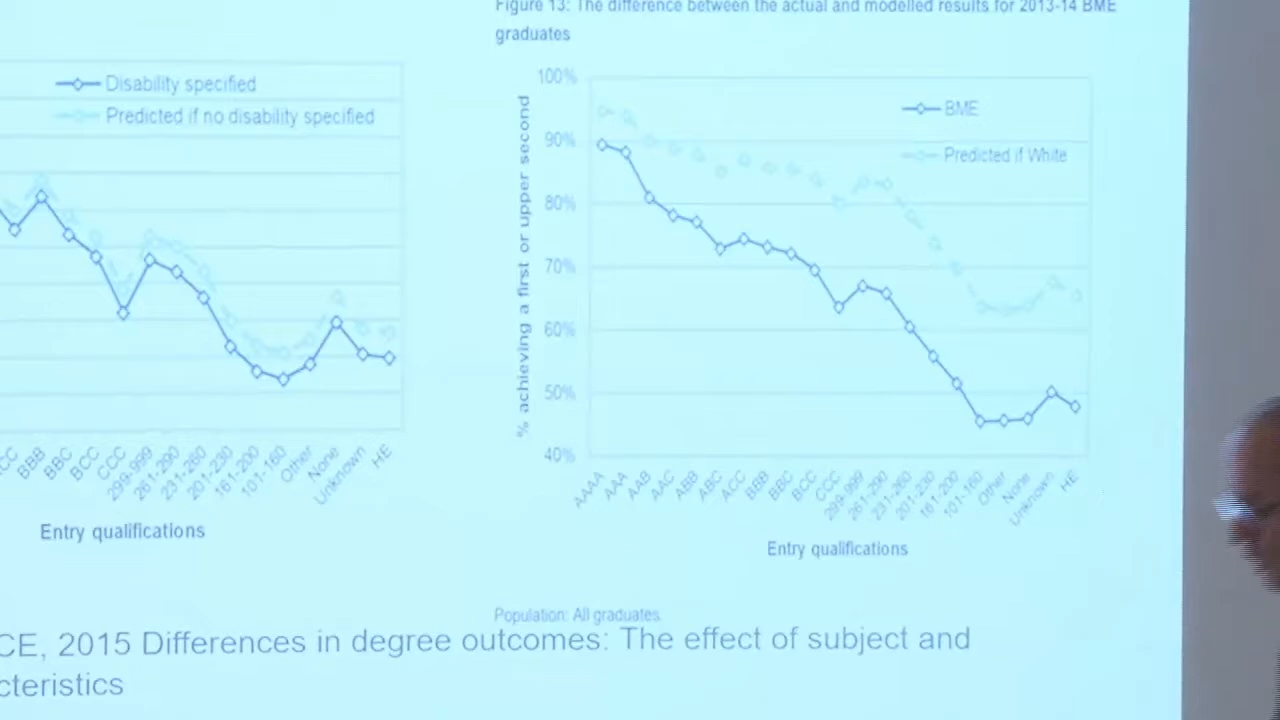 Figure 13: The difference between the actual and modelled results for 2013-14 BME
graduates
Disability specified
Predicted if no disability specified
BBB
BBC
BCC
CCC
299-999
261-290
231-260
201-230
161-200
101-160
Other
None
Unknown
HE
Entry qualifications
% achieving a first or upper second
100%
90%
80%
70%
60%
50%
40%
BME
Predicted if White
AAAA
AAA
AAB
AAC
ABB
ABC
ACC
BBB
BBC
BCC
CCC
299-999
261-290
231-260
201-230
161-200
101-160
Other
None
Unknown
HE
Entry qualifications
Population: All graduates.
CE, 2015 Differences in degree outcomes: The effect of subject and
cteristics